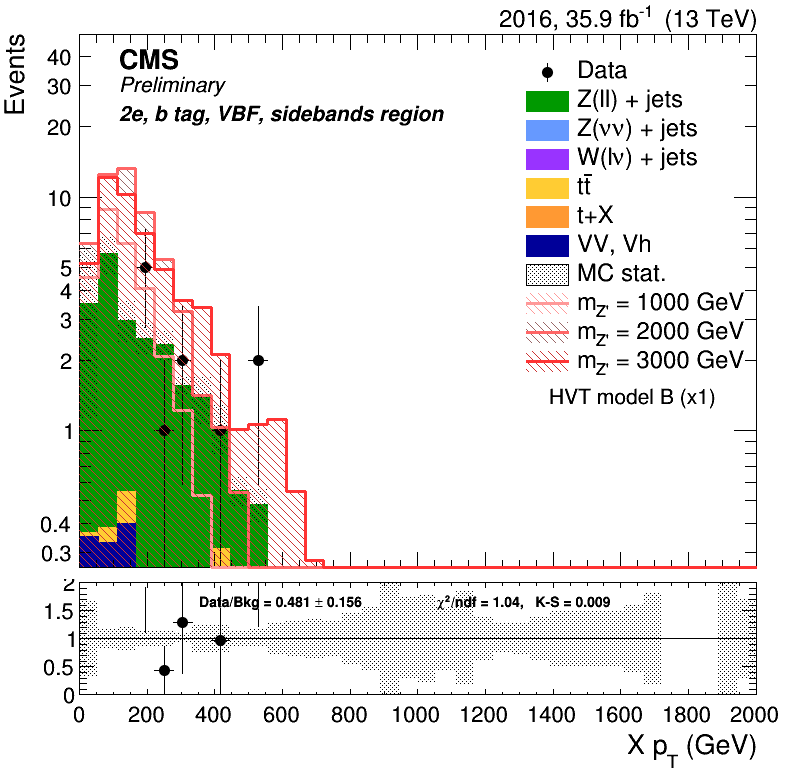 2016, 35.9 fb⁻¹ (13 TeV)
Events
CMS
Preliminary
2e, b tag, VBF, sidebands region
Data
Z(ll) + jets
Z(νν) + jets
W(lν) + jets
tt̄
t+X
VV, Vh
MC stat.
m_Z' = 1000 GeV
m_Z' = 2000 GeV
m_Z' = 3000 GeV
HVT model B (x1)
40
30
20
10
5
4
3
2
1
0.4
0.3
Data/Bkg = 0.481 ± 0.156
χ²/ndf = 1.04, K-S = 0.009
2
1.5
1
0.5
0
0 200 400 600 800 1000 1200 1400 1600 1800 2000
X p_T (GeV)